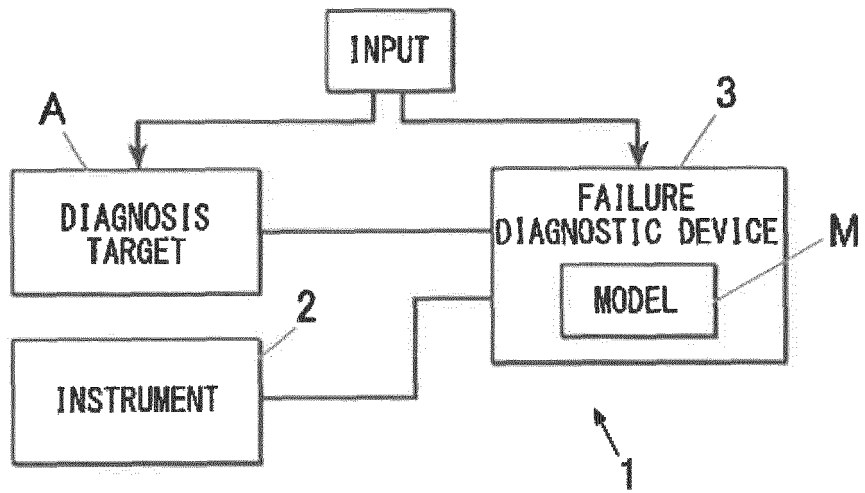 INPUT
A
3
DIAGNOSIS
TARGET
FAILURE
DIAGNOSTIC DEVICE
M
MODEL
2
INSTRUMENT
1